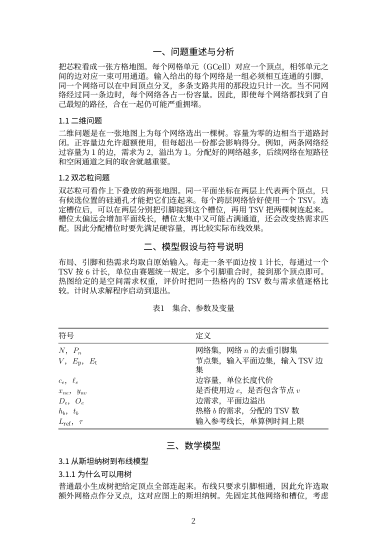 一、问题重述与分析
把芯粒看成一张方格地图。每个网格单元（GCell）对应一个顶点，相邻单元之
间的边对应一束可用通道。输入给出的每个网络是一组必须相互连通的引脚，
同一个网络可以在中间顶点分叉，多条支路共用的那段边只计一次。当不同网
络经过同一条边时，每个网络各占一份容量。因此，即使每个网络都找到了自
己最短的路径，合在一起仍可能严重拥堵。
1.1 二维问题
二维问题是在一张地图上为每个网络选出一棵树。容量为零的边相当于道路封
闭。正容量边允许超额使用，但每超出一份都会影响得分。例如，两条网络经
过容量为 1 的边，需求为 2，溢出为 1。分配好的网络越多，后续网络在短路径
和空闲通道之间的取舍就越重要。
1.2 双芯粒问题
双芯粒可看作上下叠放的两张地图。同一平面坐标在两层上代表两个顶点，只
有候选位置的硅通孔才能把它们连起来。每个跨层网络恰好使用一个 TSV。选
定槽位后，可以在两层分别把引脚接到这个槽位，再用 TSV 把两棵树连起来。
槽位太偏远会增加平面线长，槽位太集中又可能占满通道，还会改变热需求匹
配。因此分配槽位时要先满足硬容量，再比较实际布线效果。
二、模型假设与符号说明
布局、引脚和热需求均取自原始输入。每走一条平面边按 1 计长，每通过一个
TSV 按 6 计长，单位由赛题统一规定。多个引脚重合时，接到那个顶点即可。
热图给定的是空间需求权重，评价时把同一热格内的 TSV 数与需求值逐格比
较。计时从求解程序启动到退出。
表1 集合、参数及变量
符号 定义
N，Pₙ 网络集，网络 n 的去重引脚集
V，Eₚ，Eₜ 节点集，输入平面边集，输入 TSV 边
集
cₑ，ℓₑ 边容量，单位长度代价
xₙₑ，yₙᵥ 是否使用边 e，是否包含节点 v
Dₑ，Oₑ 边需求，平面边溢出
hₖ，tₖ 热格 k 的需求，分配的 TSV 数
L_ref，τ 输入参考线长，单算例时间上限
三、数学模型
3.1 从斯坦纳树到布线模型
3.1.1 为什么可以用树
普通最小生成树把给定顶点全部连起来。布线只要求引脚相通，因此允许选取
额外网格点作分叉点，这对应图上的斯坦纳树。先固定其他网络和槽位，考虑
2